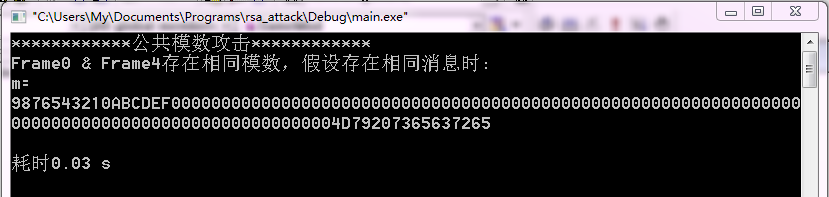 "C:\Users\My\Documents\Programs\rsa_attack\Debug\main.exe"
************公共模数攻击************
Frame0 & Frame4存在相同模数，假设存在相同消息时：
m=
9876543210ABCDEF000000000000000000000000000000000000000000000000000000000000000
000000000000000000000000000000004D79207365637265
耗时0.03 s